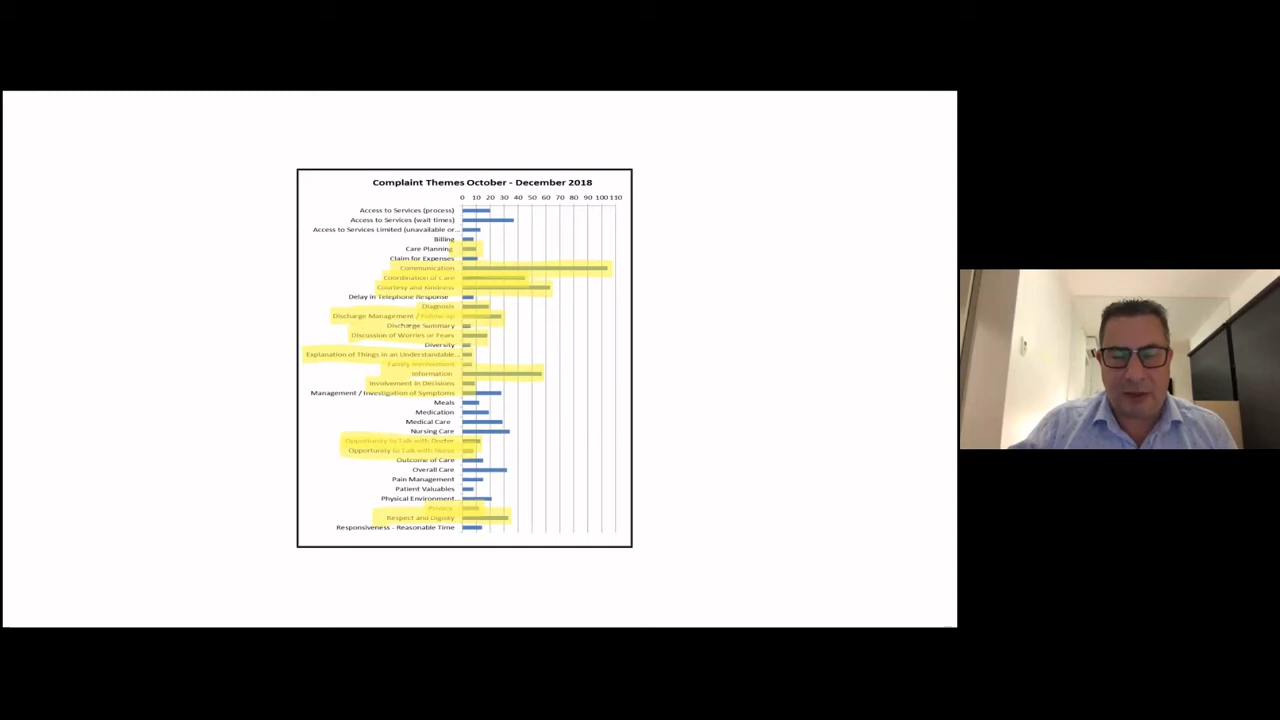 Complaint Themes October - December 2018
0 10 20 30 40 50 60 70 80 90 100 110
Access to Services (process)
Access to Services (wait times)
Access to Services Limited (unavailable or...
Billing
Care Planning
Claim for Expenses
Communication
Coordination of Care
Courtesy and Kindness
Delay in Telephone Response
Diagnosis
Discharge Management / Follow-up
Discharge Summary
Discussion of Worries or Fears
Diversity
Explanation of Things in an Understandable...
Family Involvement
Information
Involvement in Decisions
Management / Investigation of Symptoms
Meals
Medication
Medical Care
Nursing Care
Opportunity to Talk with Doctor
Opportunity to Talk with Nurse
Outcome of Care
Overall Care
Pain Management
Patient Valuables
Physical Environment...
Privacy
Respect and Dignity
Responsiveness - Reasonable Time